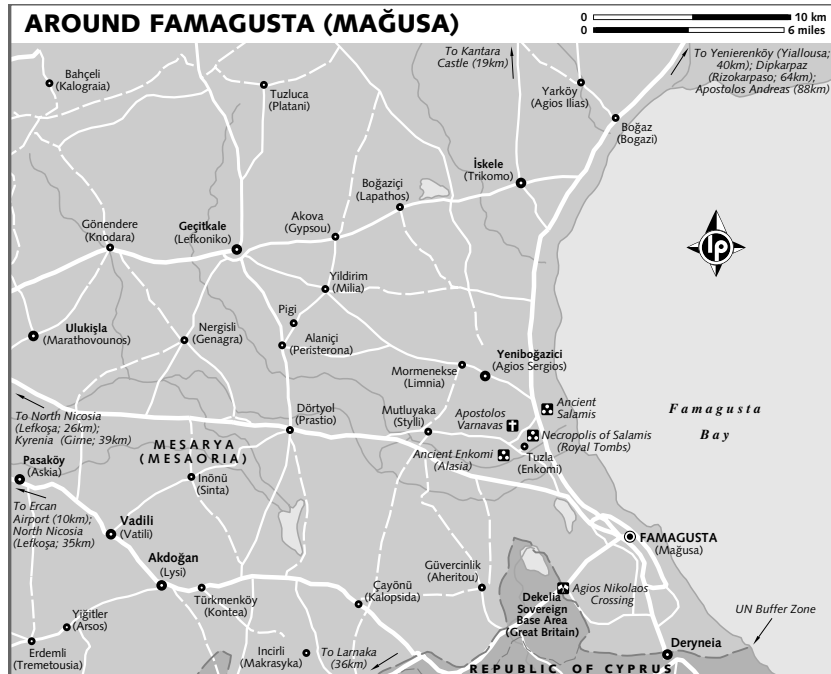 AROUND FAMAGUSTA (MAĞUSA)
0 10 km
0 6 miles
To Kantara
Castle (19km)
To Yenierenköy (Yiallousa;
40km); Dipkarpaz
(Rizokarpaso; 64km);
Apostolos Andreas (88km)
Bahçeli
(Kalograia)
Tuzluca
(Platani)
Yarköy
(Agios Ilias)
Boğaz
(Bogazi)
İskele
(Trikomo)
Boğaziçi
(Lapathos)
Gönendere
(Knodara)
Geçitkale
(Lefkoniko)
Akova
(Gypsou)
lp
Yildirim
(Milia)
Pigi
Ulukışla
(Marathovounos)
Nergisli
(Genagra)
Alaniçi
(Peristerona)
Mormenekse
(Limnia)
Yeniboğazici
(Agios Sergios)
To North Nicosia
(Lefkoşa; 26km);
Kyrenia (Girne; 39km)
Dörtyol
(Prastio)
Mutluyaka
(Stylli)
Apostolos
Varnavas
Ancient
Salamis
Famagusta
Bay
MESARYA
(MESAORIA)
Necropolis of Salamis
(Royal Tombs)
Ancient Enkomi
(Alasia)
Tuzla
(Enkomi)
Pasaköy
(Askia)
Inönü
(Sinta)
To Ercan
Airport (10km);
North Nicosia
(Lefkoşa; 35km)
Vadili
(Vatili)
FAMAGUSTA
(Mağusa)
Akdoğan
(Lysi)
Türkmenköy
(Kontea)
Çayönü
(Kalopsida)
Güvercinlik
(Aheritou)
Agios Nikolaos
Crossing
Dekelia
Sovereign
Base Area
(Great Britain)
UN Buffer Zone
Yiğitler
(Arsos)
Erdemli
(Tremetousia)
Incirli
(Makrasyka)
To Larnaka
(36km)
Deryneia
REPUBLIC OF CYPRUS